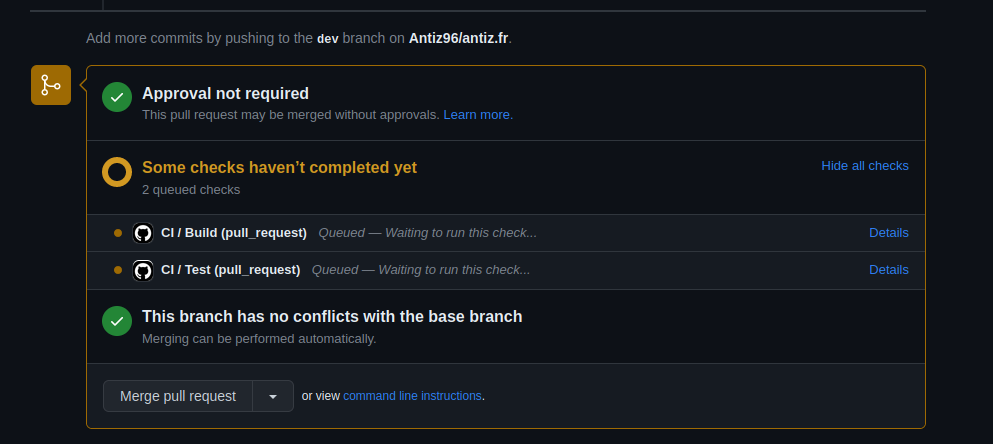 Add more commits by pushing to the dev branch on Antiz96/antiz.fr.
Approval not required
This pull request may be merged without approvals. Learn more.
Some checks haven’t completed yet
Hide all checks
2 queued checks
CI / Build (pull_request) Queued — Waiting to run this check...
Details
CI / Test (pull_request) Queued — Waiting to run this check...
Details
This branch has no conflicts with the base branch
Merging can be performed automatically.
Merge pull request
or view command line instructions.